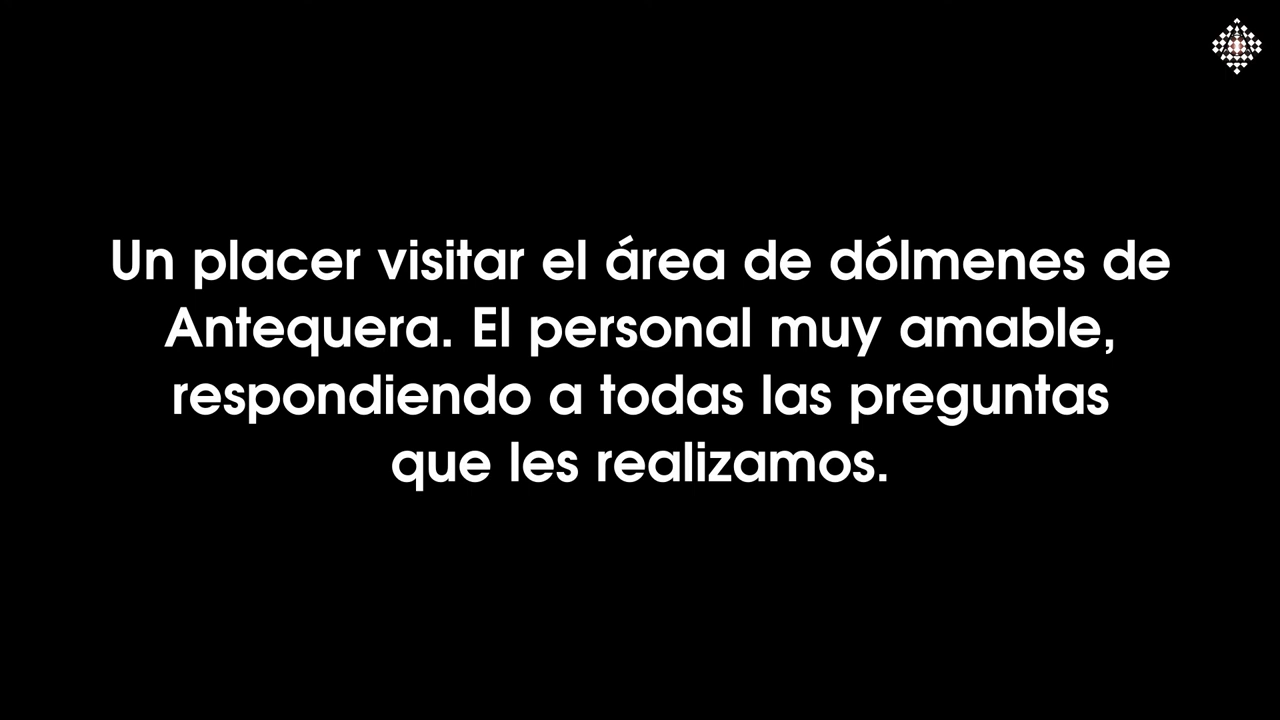 Un placer visitar el área de dólmenes de
Antequera. El personal muy amable,
respondiendo a todas las preguntas
que les realizamos.